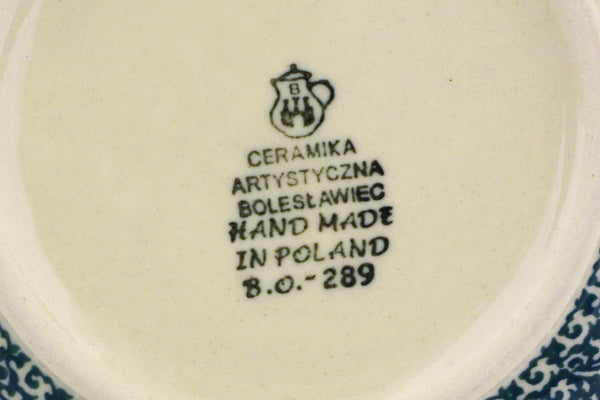 B
CERAMIKA
ARTYSTYCZNA
BOLESŁAWIEC
HAND MADE
IN POLAND
B.O.-289